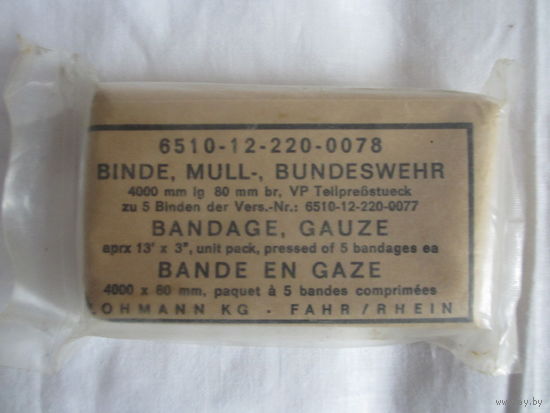 6510-12-220-0078
BINDE, MULL-, BUNDESWEHR
4000 mm lg 80 mm br, VP Teilpreßstueck
zu 5 Binden der Vers.-Nr.: 6510-12-220-0077
BANDAGE, GAUZE
aprx 13' x 3", unit pack, pressed of 5 bandages ea
BANDE EN GAZE
4000 x 80 mm, paquet à 5 bandes comprimées
OHMANN KG · FAHR/RHEIN